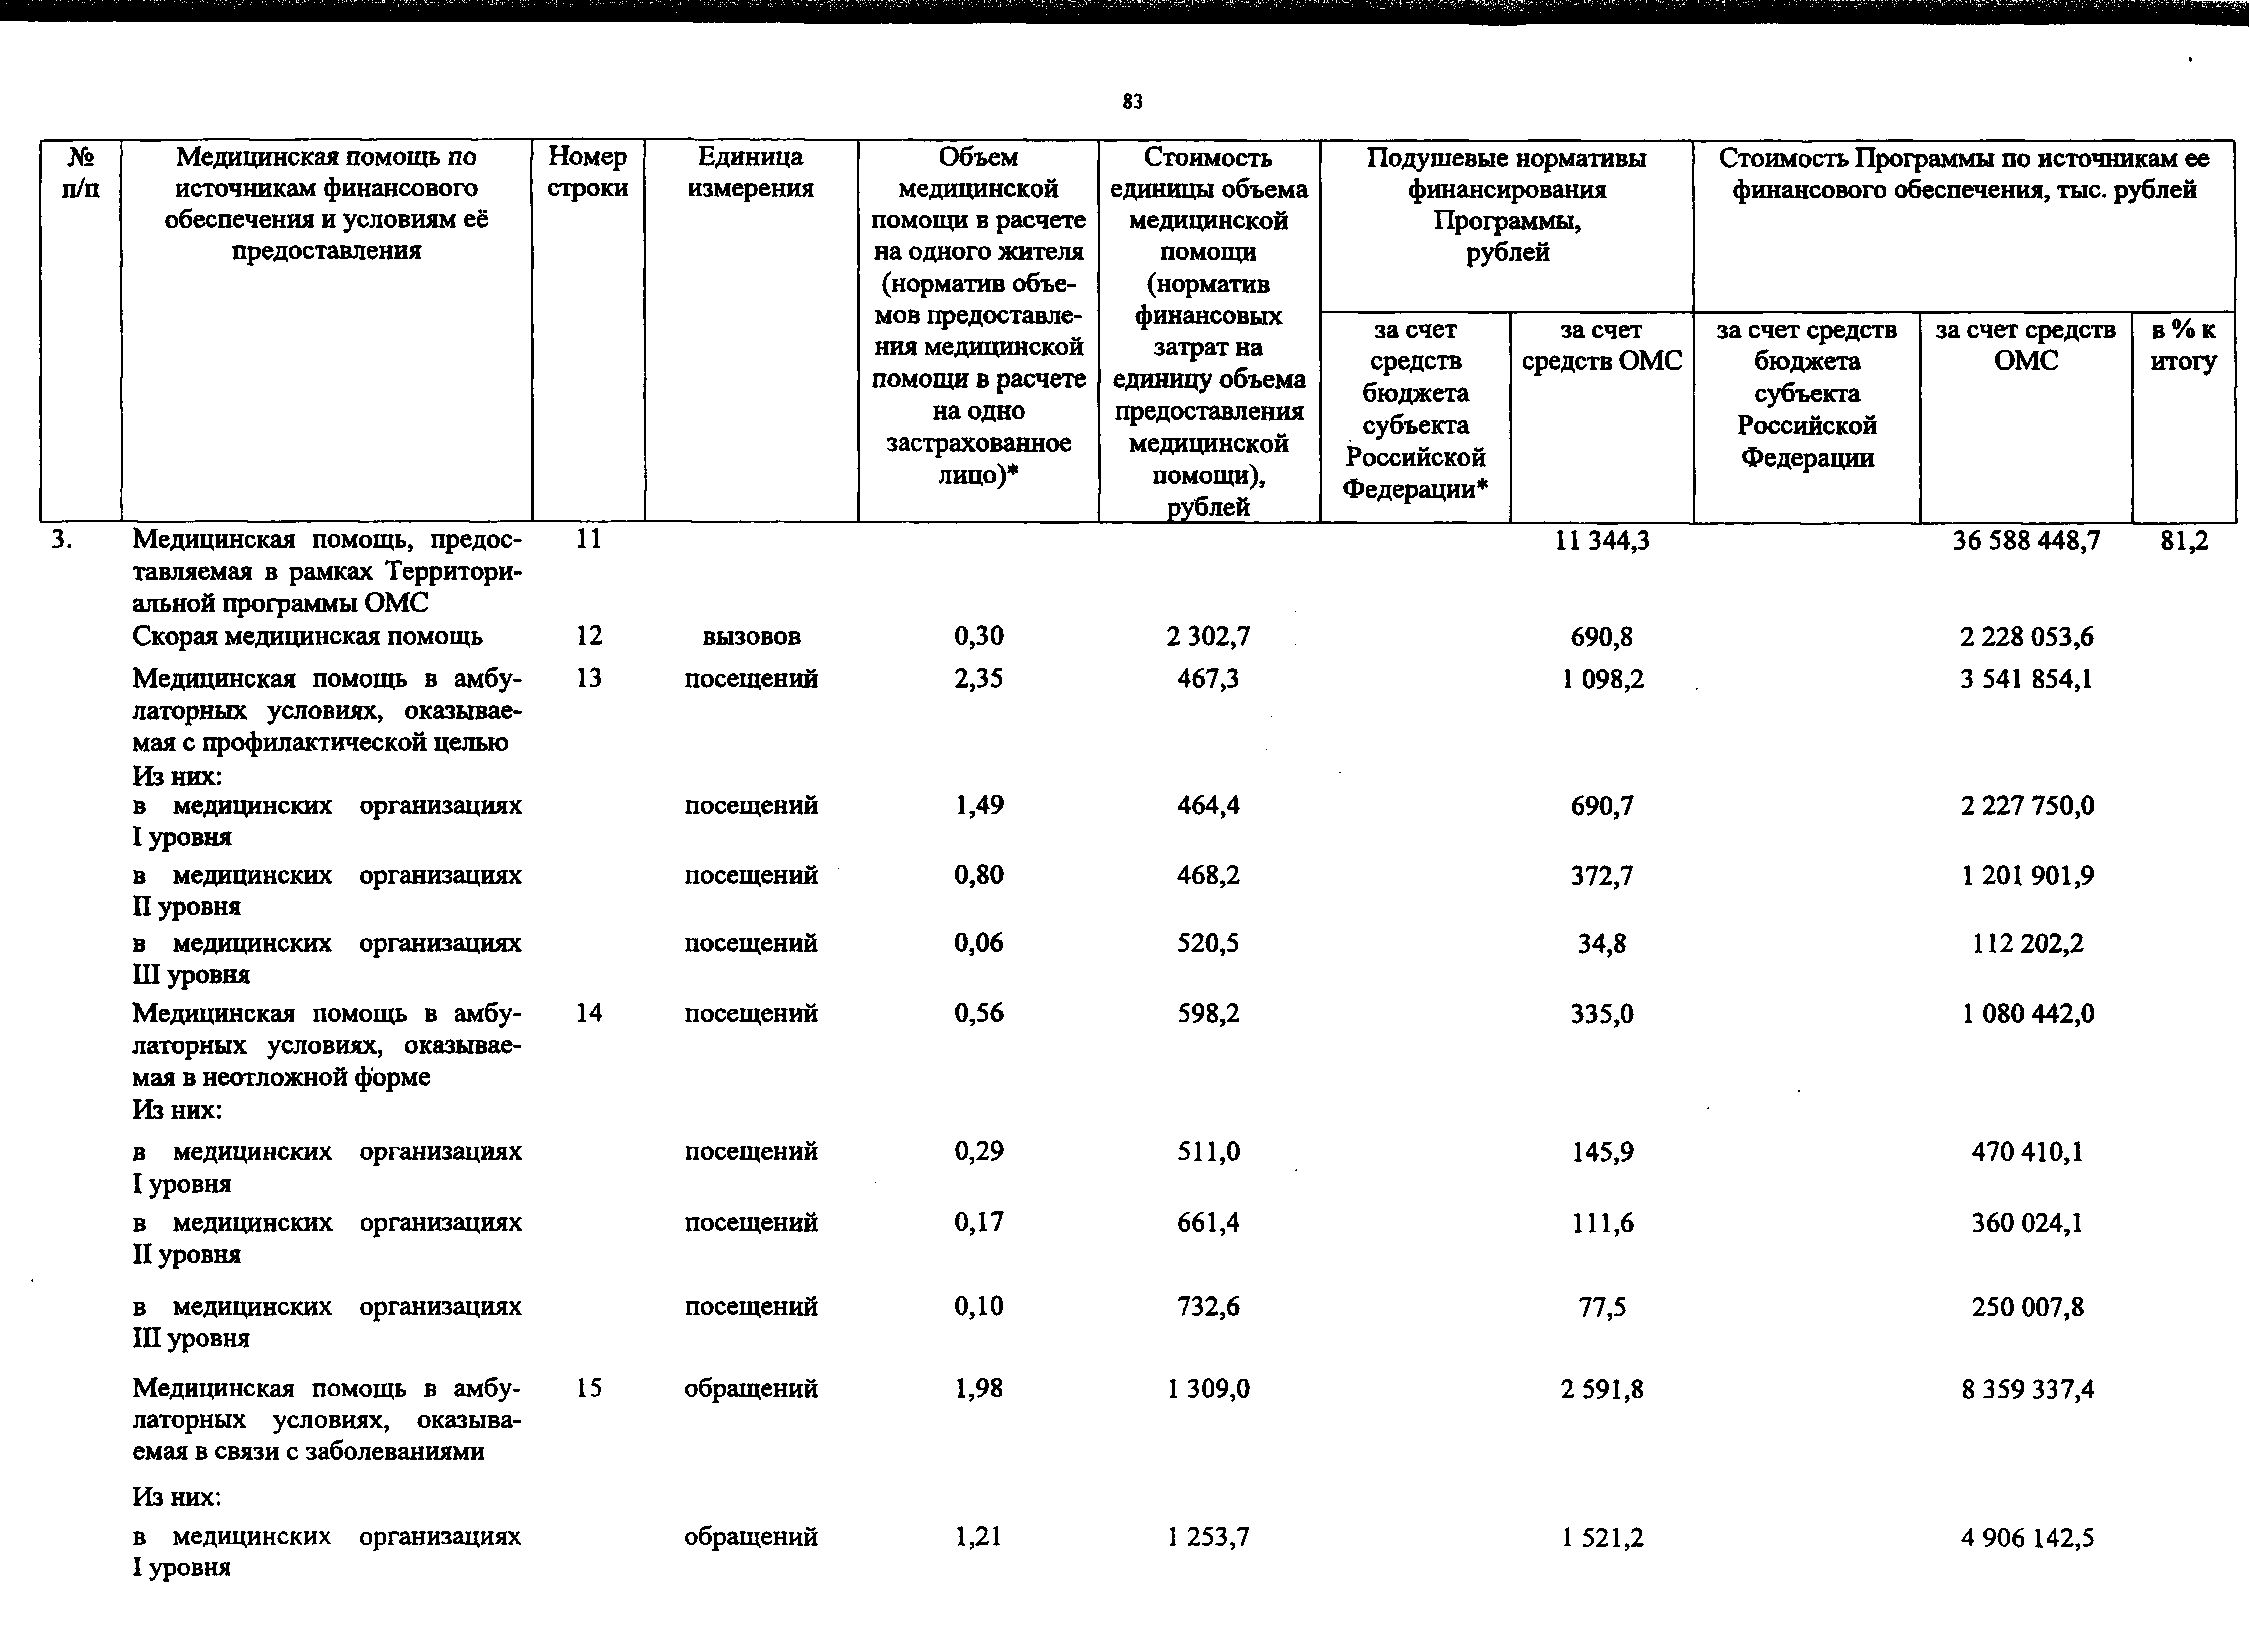 83
№ п/п
Медицинская помощь по источникам финансового обеспечения и условиям её предоставления
Номер строки
Единица измерения
Объем медицинской помощи в расчете на одного жителя (норматив объе-мов предоставле-ния медицинской помощи в расчете на одно застрахованное лицо)*
Стоимость единицы объема медицинской помощи (норматив финансовых затрат на единицу объема предоставления медицинской помощи), рублей
Подушевые нормативы финансирования Программы, рублей
Стоимость Программы по источникам ее финансового обеспечения, тыс. рублей
за счет средств бюджета субъекта Российской Федерации*
за счет средств ОМС
за счет средств бюджета субъекта Российской Федерации
за счет средств ОМС
в % к итогу
3. Медицинская помощь, предос- 11 11 344,3 36 588 448,7 81,2
тавляемая в рамках Территори-
альной программы ОМС
Скорая медицинская помощь 12 вызовов 0,30 2 302,7 690,8 2 228 053,6
Медицинская помощь в амбу- 13 посещений 2,35 467,3 1 098,2 3 541 854,1
латорных условиях, оказывае-
мая с профилактической целью
Из них:
в медицинских организациях посещений 1,49 464,4 690,7 2 227 750,0
I уровня
в медицинских организациях посещений 0,80 468,2 372,7 1 201 901,9
II уровня
в медицинских организациях посещений 0,06 520,5 34,8 112 202,2
III уровня
Медицинская помощь в амбу- 14 посещений 0,56 598,2 335,0 1 080 442,0
латорных условиях, оказывае-
мая в неотложной форме
Из них:
в медицинских организациях посещений 0,29 511,0 145,9 470 410,1
I уровня
в медицинских организациях посещений 0,17 661,4 111,6 360 024,1
II уровня
в медицинских организациях посещений 0,10 732,6 77,5 250 007,8
III уровня
Медицинская помощь в амбу- 15 обращений 1,98 1 309,0 2 591,8 8 359 337,4
латорных условиях, оказыва-
емая в связи с заболеваниями
Из них:
в медицинских организациях обращений 1,21 1 253,7 1 521,2 4 906 142,5
I уровня